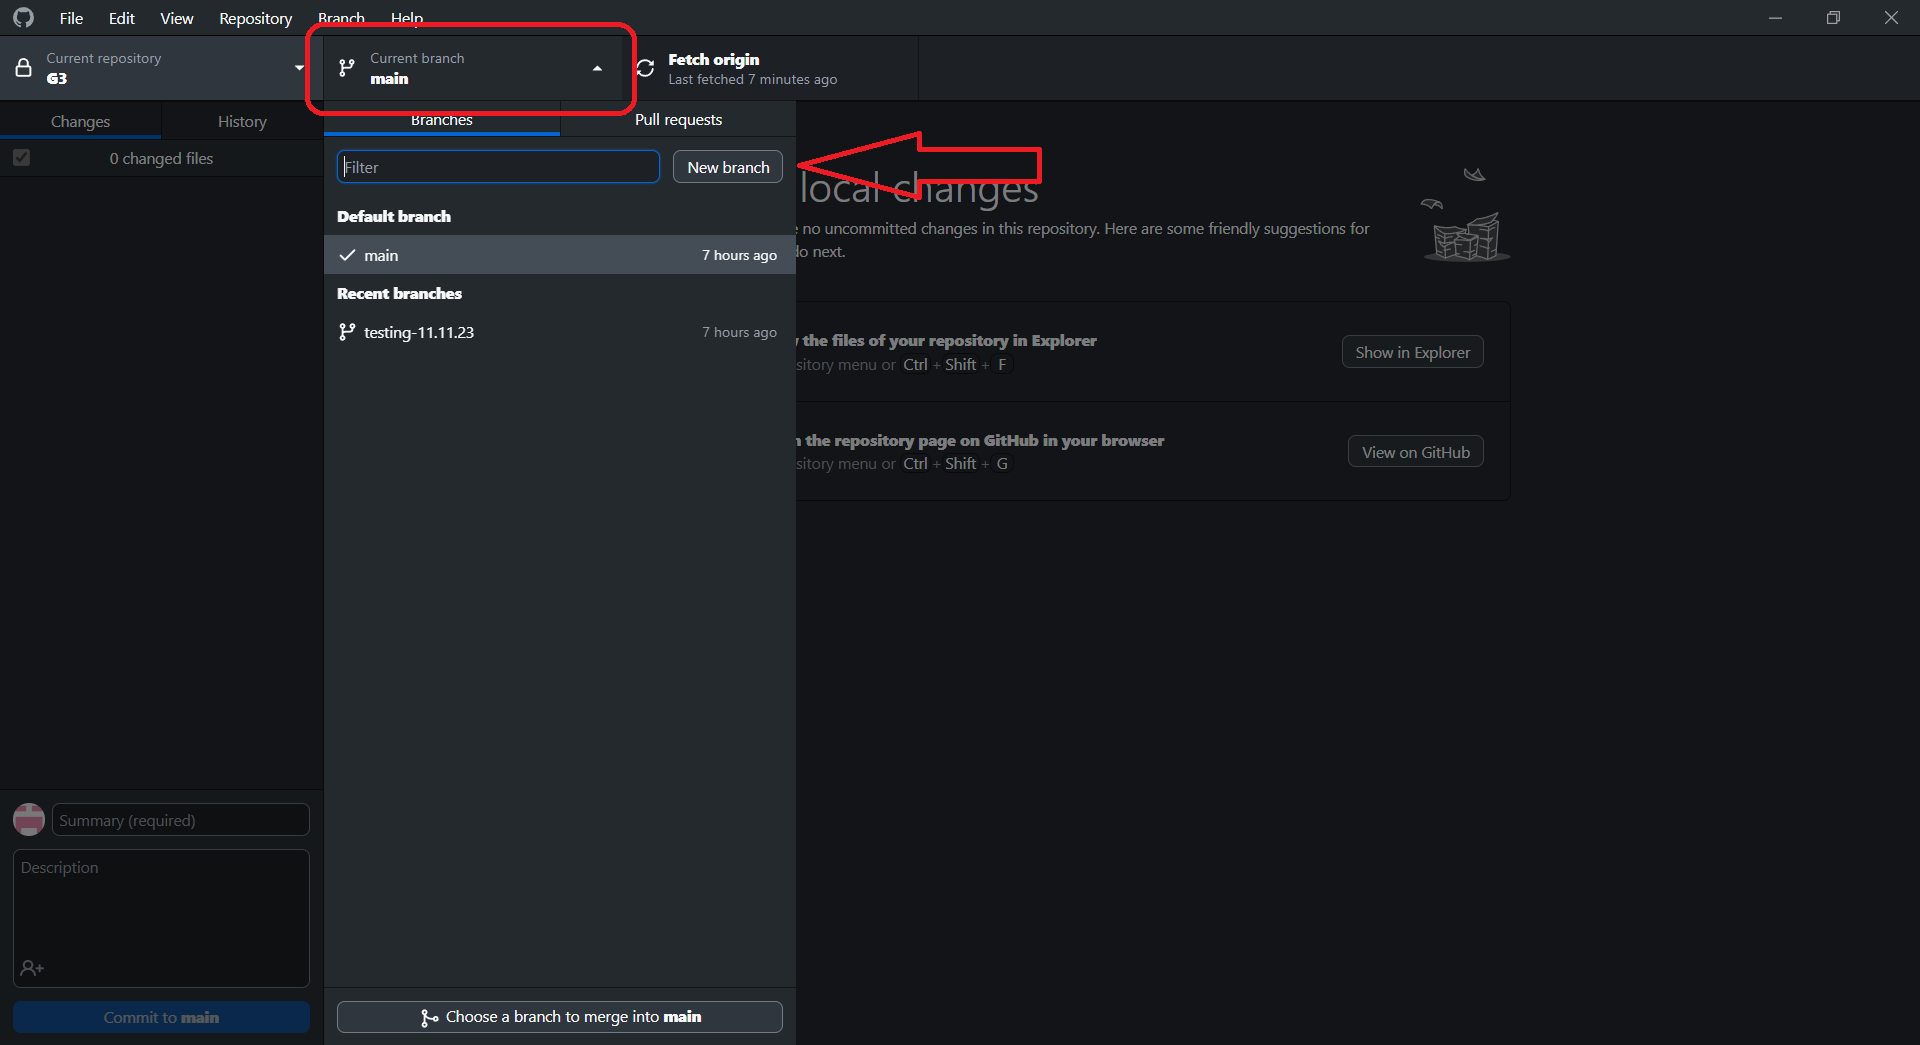 File Edit View Repository Branch Help
Current repository
G3
Current branch
main
Fetch origin
Last fetched 7 minutes ago
Changes History
0 changed files
Branches Pull requests
Filter New branch
Default branch
main 7 hours ago
Recent branches
testing-11.11.23 7 hours ago
local changes
no uncommitted changes in this repository. Here are some friendly suggestions for
do next.
the files of your repository in Explorer
menu or Ctrl + Shift + F
Show in Explorer
the repository page on GitHub in your browser
menu or Ctrl + Shift + G
View on GitHub
Summary (required)
Description
Commit to main
Choose a branch to merge into main